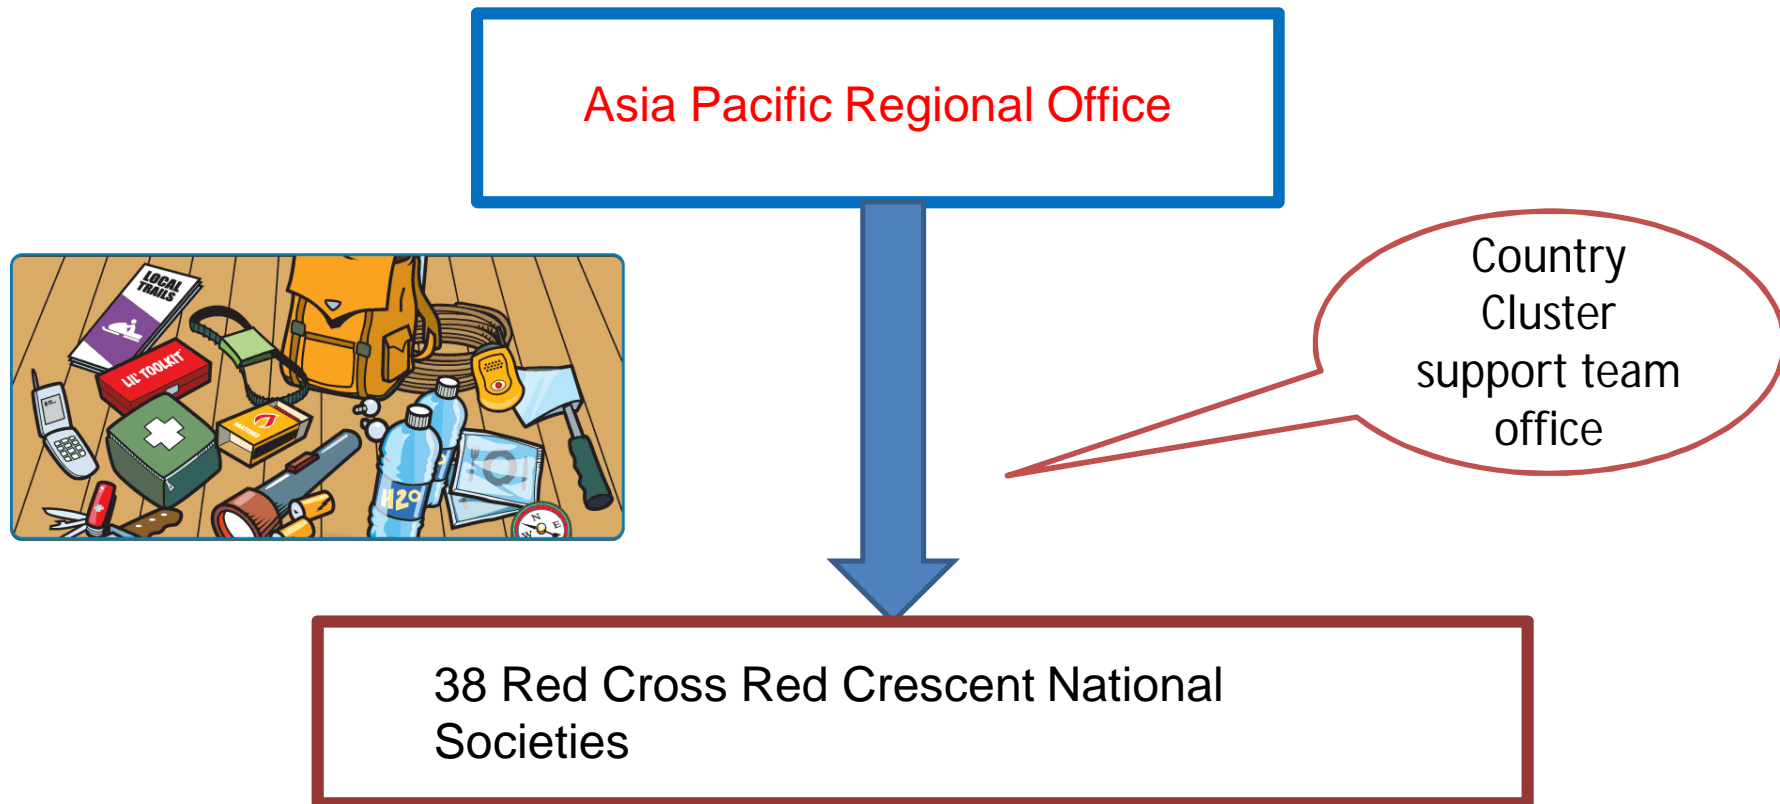 Asia Pacific Regional Office
LOCAL
TRAILS
LIL' TOOLKIT
MATCHES
H2O
N
E
W
Country
Cluster
support team
office
38 Red Cross Red Crescent National
Societies